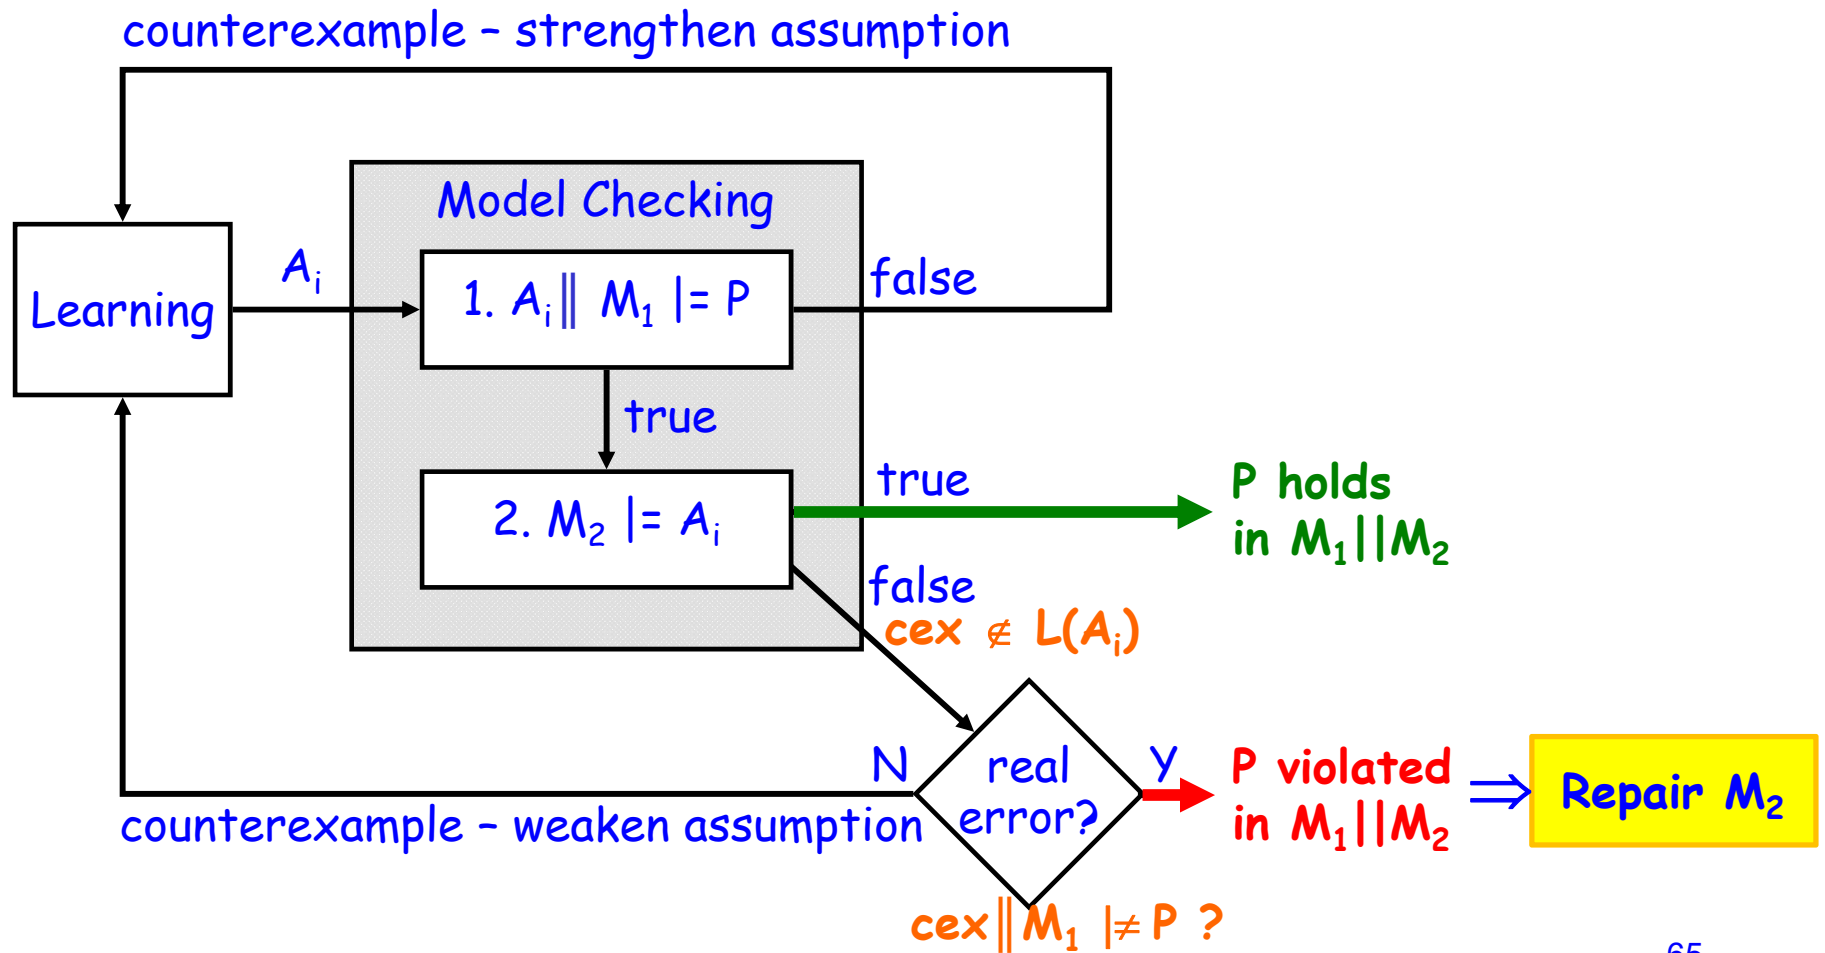 counterexample – strengthen assumption
Model Checking
Learning
Aᵢ
1. Aᵢ || M₁ |= P
false
true
2. M₂ |= Aᵢ
true
P holds
in M₁||M₂
false
cex ∉ L(Aᵢ)
N
real
error?
Y
P violated
in M₁||M₂
⇒
Repair M₂
counterexample – weaken assumption
cex || M₁ |≠ P ?
65